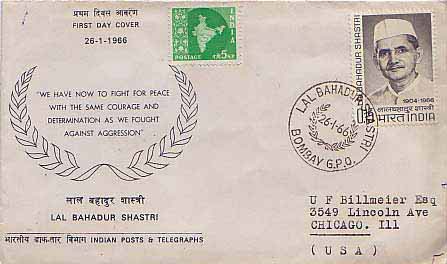 प्रथम दिवस आवरण
FIRST DAY COVER
26-1-1966
INDIA
POSTAGE
5
LAL BAHADUR SHASTRI
1904-1966
लालबहादुर शास्त्री
भारत INDIA
LAL BAHADUR SHASTRI
26-1-66
BOMBAY G.P.O.
"WE HAVE NOW TO FIGHT FOR PEACE
WITH THE SAME COURAGE AND
DETERMINATION AS WE FOUGHT
AGAINST AGGRESSION"
लाल बहादुर शास्त्री
LAL BAHADUR SHASTRI
भारतीय डाक-तार विभाग INDIAN POSTS & TELEGRAPHS
U F Billmeier Esq
3549 Lincoln Ave
CHICAGO. Ill
(USA)